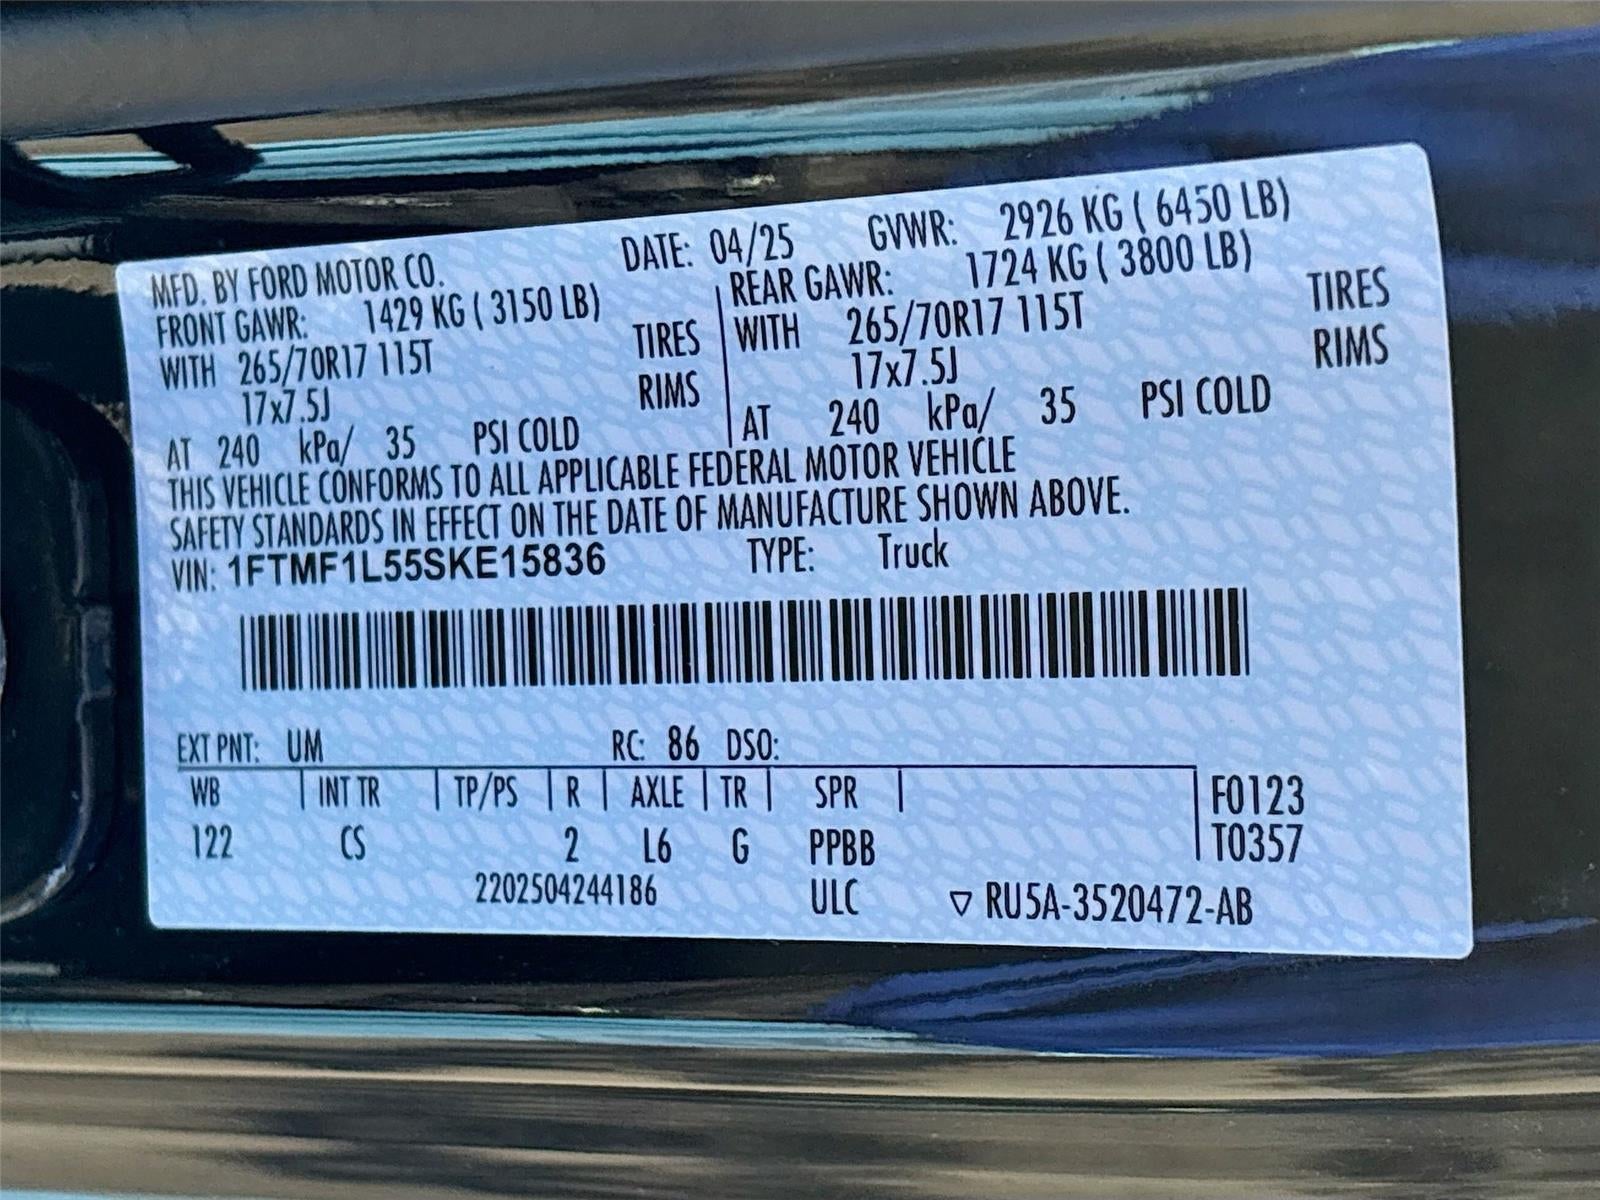 MFD. BY FORD MOTOR CO. DATE: 04/25 GVWR: 2926 KG ( 6450 LB)
FRONT GAWR: 1429 KG ( 3150 LB) REAR GAWR: 1724 KG ( 3800 LB)
WITH 265/70R17 115T TIRES WITH 265/70R17 115T TIRES
17x7.5J RIMS 17x7.5J RIMS
AT 240 kPa/ 35 PSI COLD AT 240 kPa/ 35 PSI COLD
THIS VEHICLE CONFORMS TO ALL APPLICABLE FEDERAL MOTOR VEHICLE
SAFETY STANDARDS IN EFFECT ON THE DATE OF MANUFACTURE SHOWN ABOVE.
VIN: 1FTMF1L55SKE15836 TYPE: Truck
EXT PNT: UM RC: 86 DSO:
WB INT TR TP/PS R AXLE TR SPR F0123
122 CS 2 L6 G PPBB T0357
2202504244186 ULC ▽ RU5A-3520472-AB